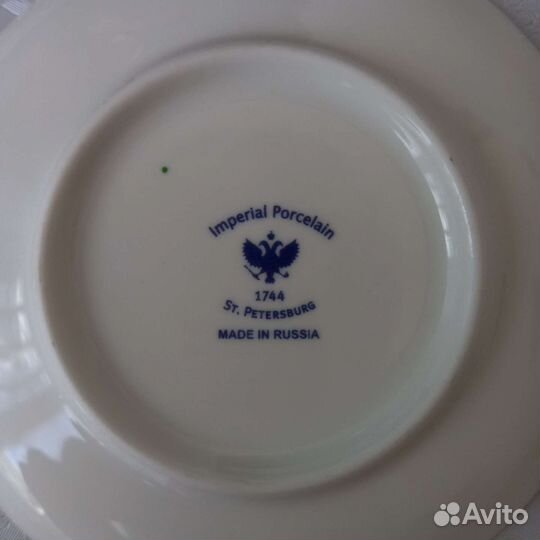 Imperial Porcelain
1744
ST. PETERSBURG
MADE IN RUSSIA
Avito